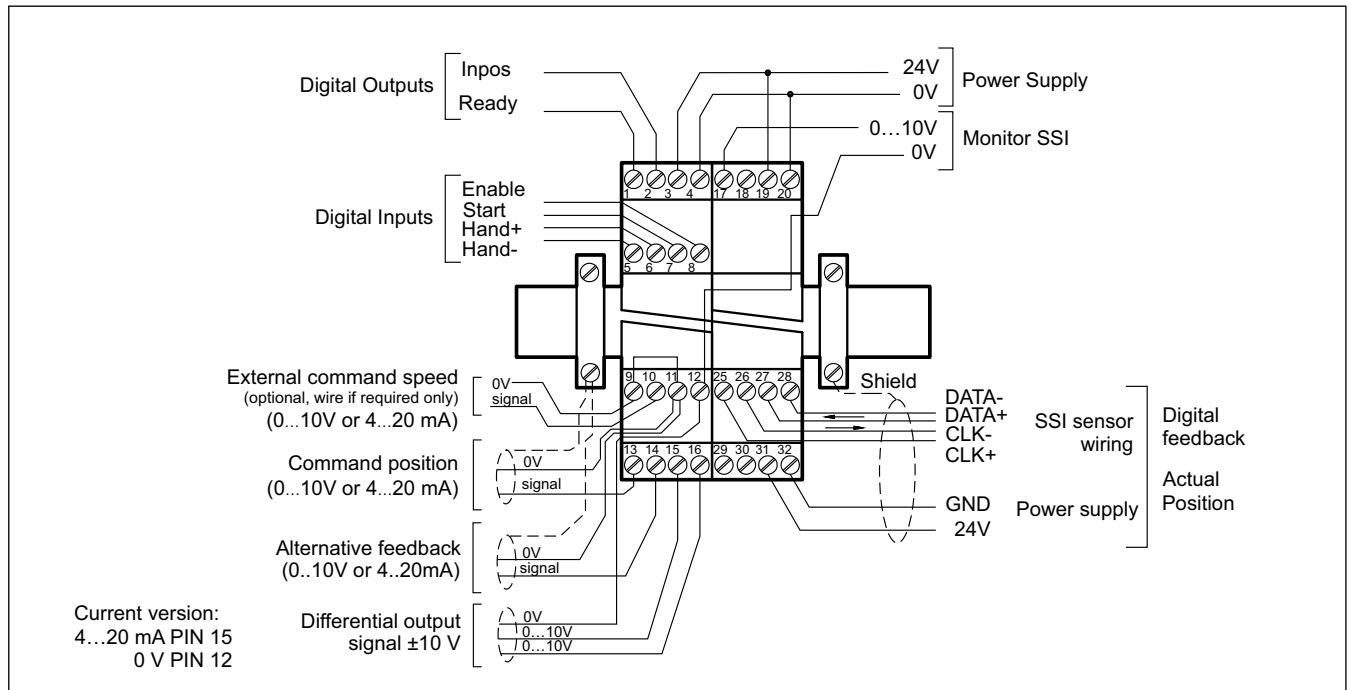 Digital Outputs
Inpos
Ready
24V
0V
Power Supply
0...10V
0V
Monitor SSI
1 2 3 4 17 18 19 20
Digital Inputs
Enable
Start
Hand+
Hand-
5 6 7 8
External command speed
(optional, wire if required only)
(0...10V or 4...20 mA)
0V
signal
9 10 11 12 25 26 27 28
Shield
DATA-
DATA+
CLK-
CLK+
SSI sensor
wiring
Digital
feedback
Actual
Position
Command position
(0...10V or 4...20 mA)
0V
signal
13 14 15 16 29 30 31 32
GND
24V
Power supply
Alternative feedback
(0..10V or 4..20mA)
0V
signal
Differential output
signal ±10 V
0V
0...10V
0...10V
Current version:
4...20 mA PIN 15
0 V PIN 12